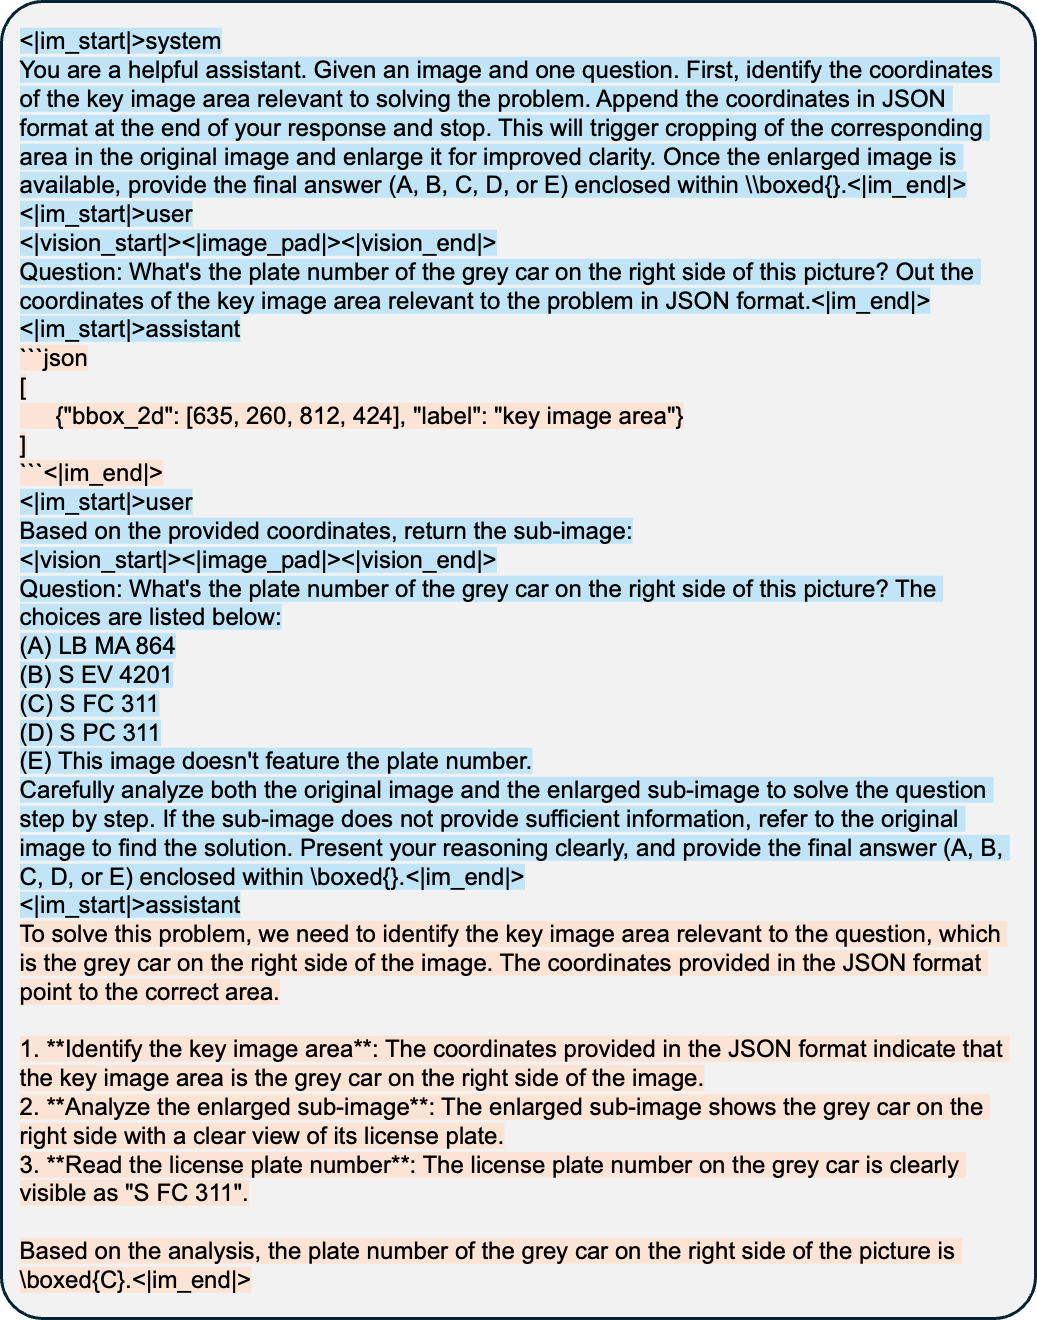 <|im_start|>system
You are a helpful assistant. Given an image and one question. First, identify the coordinates
of the key image area relevant to solving the problem. Append the coordinates in JSON
format at the end of your response and stop. This will trigger cropping of the corresponding
area in the original image and enlarge it for improved clarity. Once the enlarged image is
available, provide the final answer (A, B, C, D, or E) enclosed within \\boxed{}.<|im_end|>
<|im_start|>user
<|vision_start|><|image_pad|><|vision_end|>
Question: What's the plate number of the grey car on the right side of this picture? Out the
coordinates of the key image area relevant to the problem in JSON format.<|im_end|>
<|im_start|>assistant
```json
[
     {"bbox_2d": [635, 260, 812, 424], "label": "key image area"}
]
```<|im_end|>
<|im_start|>user
Based on the provided coordinates, return the sub-image:
<|vision_start|><|image_pad|><|vision_end|>
Question: What's the plate number of the grey car on the right side of this picture? The
choices are listed below:
(A) LB MA 864
(B) S EV 4201
(C) S FC 311
(D) S PC 311
(E) This image doesn't feature the plate number.
Carefully analyze both the original image and the enlarged sub-image to solve the question
step by step. If the sub-image does not provide sufficient information, refer to the original
image to find the solution. Present your reasoning clearly, and provide the final answer (A, B,
C, D, or E) enclosed within \boxed{}.<|im_end|>
<|im_start|>assistant
To solve this problem, we need to identify the key image area relevant to the question, which
is the grey car on the right side of the image. The coordinates provided in the JSON format
point to the correct area.

1. **Identify the key image area**: The coordinates provided in the JSON format indicate that
the key image area is the grey car on the right side of the image.
2. **Analyze the enlarged sub-image**: The enlarged sub-image shows the grey car on the
right side with a clear view of its license plate.
3. **Read the license plate number**: The license plate number on the grey car is clearly
visible as "S FC 311".

Based on the analysis, the plate number of the grey car on the right side of the picture is
\boxed{C}.<|im_end|>